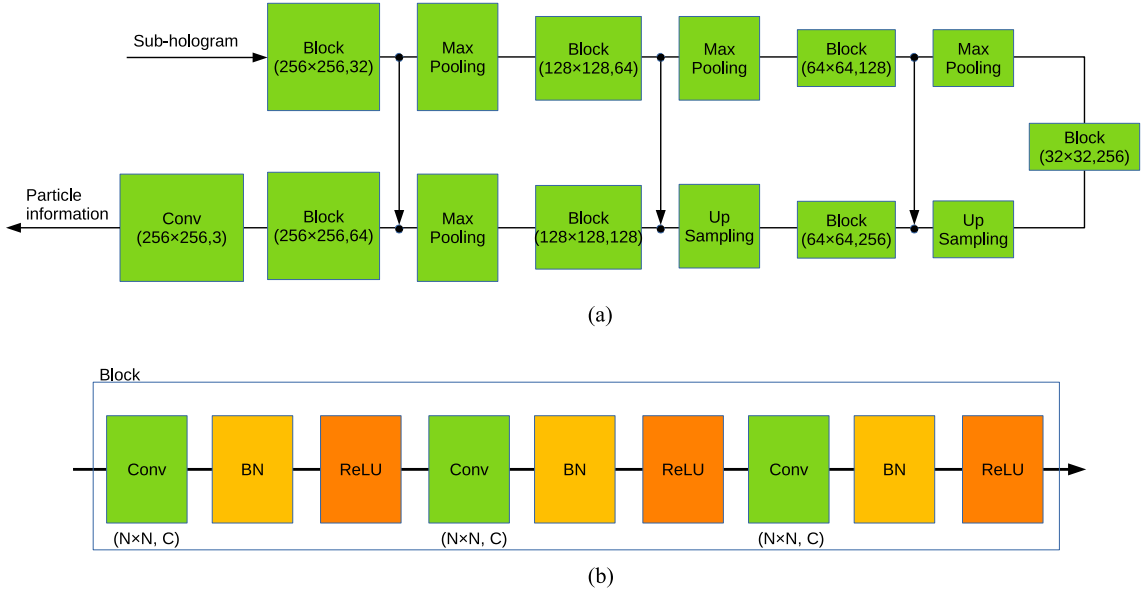 Sub-hologram
Block
(256×256,32)
Max
Pooling
Block
(128×128,64)
Max
Pooling
Block
(64×64,128)
Max
Pooling
Block
(32×32,256)
Particle
information
Conv
(256×256,3)
Block
(256×256,64)
Max
Pooling
Block
(128×128,128)
Up
Sampling
Block
(64×64,256)
Up
Sampling
(a)
Block
Conv
BN
ReLU
Conv
BN
ReLU
Conv
BN
ReLU
(N×N, C)
(N×N, C)
(N×N, C)
(b)